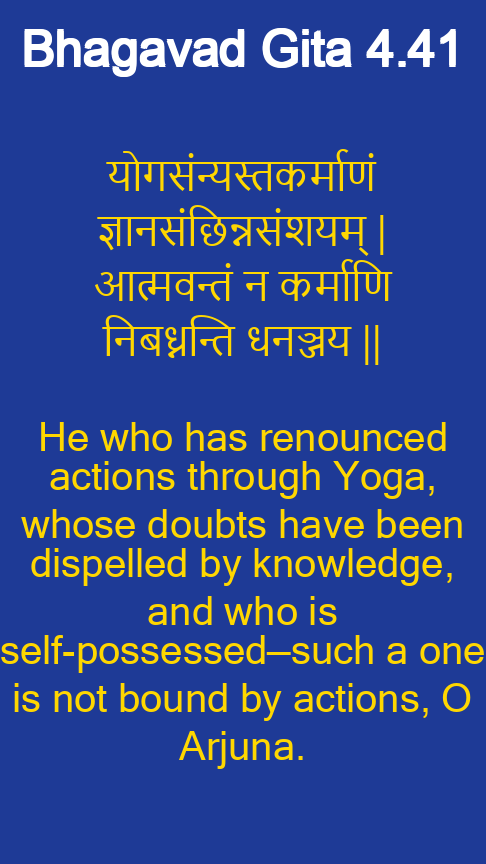 Bhagavad Gita 4.41
योगसंन्यस्तकर्माणं
ज्ञानसंछिन्नसंशयम् |
आत्मवन्तं न कर्माणि
निबध्नन्ति धनञ्जय ||
He who has renounced
actions through Yoga,
whose doubts have been
dispelled by knowledge,
and who is
self-possessed—such a one
is not bound by actions, O
Arjuna.